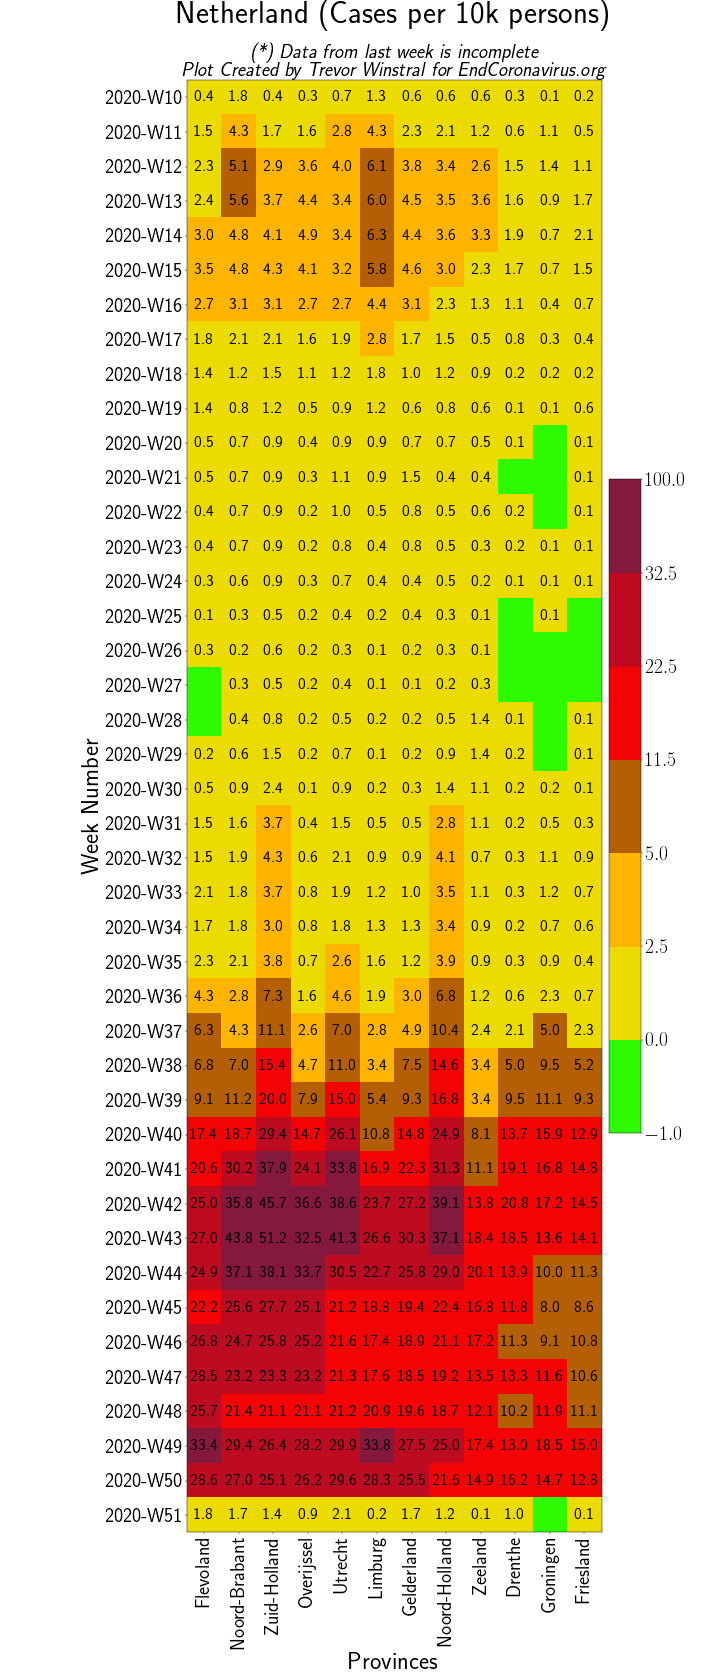 Netherland (Cases per 10k persons)
(*) Data from last week is incomplete
Plot Created by Trevor Winstral for EndCoronavirus.org
2020-W10 0.4 1.8 0.4 0.3 0.7 1.3 0.6 0.6 0.6 0.3 0.1 0.2
2020-W11 1.5 4.3 1.7 1.6 2.8 4.3 2.3 2.1 1.2 0.6 1.1 0.5
2020-W12 2.3 5.1 2.9 3.6 4.0 6.1 3.8 3.4 2.6 1.5 1.4 1.1
2020-W13 2.4 5.6 3.7 4.4 3.4 6.0 4.5 3.5 3.6 1.6 0.9 1.7
2020-W14 3.0 4.8 4.1 4.9 3.4 6.3 4.4 3.6 3.3 1.9 0.7 2.1
2020-W15 3.5 4.8 4.3 4.1 3.2 5.8 4.6 3.0 2.3 1.7 0.7 1.5
2020-W16 2.7 3.1 3.1 2.7 2.7 4.4 3.1 2.3 1.3 1.1 0.4 0.7
2020-W17 1.8 2.1 2.1 1.6 1.9 2.8 1.7 1.5 0.5 0.8 0.3 0.4
2020-W18 1.4 1.2 1.5 1.1 1.2 1.8 1.0 1.2 0.9 0.2 0.2 0.2
2020-W19 1.4 0.8 1.2 0.5 0.9 1.2 0.6 0.8 0.6 0.1 0.1 0.6
2020-W20 0.5 0.7 0.9 0.4 0.9 0.9 0.7 0.7 0.5 0.1 0.1
2020-W21 0.5 0.7 0.9 0.3 1.1 0.9 1.5 0.4 0.4 0.1
2020-W22 0.4 0.7 0.9 0.2 1.0 0.5 0.8 0.5 0.6 0.2 0.1
2020-W23 0.4 0.7 0.9 0.2 0.8 0.4 0.8 0.5 0.3 0.2 0.1 0.1
2020-W24 0.3 0.6 0.9 0.3 0.7 0.4 0.4 0.5 0.2 0.1 0.1 0.1
2020-W25 0.1 0.3 0.5 0.2 0.4 0.2 0.4 0.3 0.1 0.1
2020-W26 0.3 0.2 0.6 0.2 0.3 0.1 0.2 0.3 0.1
2020-W27 0.3 0.5 0.2 0.4 0.1 0.1 0.2 0.3
2020-W28 0.4 0.8 0.2 0.5 0.2 0.2 0.5 1.4 0.1 0.1
2020-W29 0.2 0.6 1.5 0.2 0.7 0.1 0.2 0.9 1.4 0.2 0.1
2020-W30 0.5 0.9 2.4 0.1 0.9 0.2 0.3 1.4 1.1 0.2 0.2 0.1
2020-W31 1.5 1.6 3.7 0.4 1.5 0.5 0.5 2.8 1.1 0.2 0.5 0.3
2020-W32 1.5 1.9 4.3 0.6 2.1 0.9 0.9 4.1 0.7 0.3 1.1 0.9
2020-W33 2.1 1.8 3.7 0.8 1.9 1.2 1.0 3.5 1.1 0.3 1.2 0.7
2020-W34 1.7 1.8 3.0 0.8 1.8 1.3 1.3 3.4 0.9 0.2 0.7 0.6
2020-W35 2.3 2.1 3.8 0.7 2.6 1.6 1.2 3.9 0.9 0.3 0.9 0.4
2020-W36 4.3 2.8 7.3 1.6 4.6 1.9 3.0 6.8 1.2 0.6 2.3 0.7
2020-W37 6.3 4.3 11.1 2.6 7.0 2.8 4.9 10.4 2.4 2.1 5.0 2.3
2020-W38 6.8 7.0 15.4 4.7 11.0 3.4 7.5 14.6 3.4 5.0 9.5 5.2
2020-W39 9.1 11.2 20.0 7.9 15.0 5.4 9.3 16.8 3.4 9.5 11.1 9.3
2020-W40 17.4 18.7 29.4 14.7 26.1 10.8 14.8 24.9 8.1 13.7 15.9 12.9
2020-W41 20.6 30.2 37.9 24.1 33.8 16.9 22.3 31.3 11.1 19.1 16.8 14.8
2020-W42 25.0 35.8 45.7 36.6 38.6 23.7 27.2 39.1 13.8 20.8 17.2 14.5
2020-W43 27.0 43.8 51.2 32.5 41.3 26.6 30.3 37.1 18.4 18.5 13.6 14.1
2020-W44 24.9 37.1 38.1 33.7 30.5 22.7 25.8 29.0 20.1 13.9 10.0 11.3
2020-W45 22.2 25.6 27.7 25.1 21.2 18.8 19.4 22.4 16.8 11.8 8.0 8.6
2020-W46 26.8 24.7 25.8 25.2 21.6 17.4 18.9 21.1 17.2 11.3 9.1 10.8
2020-W47 28.5 23.2 23.3 23.2 21.3 17.6 18.5 19.2 13.5 13.3 11.6 10.6
2020-W48 25.7 21.4 21.1 21.1 21.2 20.9 19.6 18.7 12.1 10.2 11.9 11.1
2020-W49 33.4 29.4 26.4 28.2 29.9 33.8 27.5 25.0 17.4 13.0 18.5 15.0
2020-W50 28.6 27.0 25.1 26.2 29.6 28.3 25.5 21.6 14.9 16.2 14.7 12.8
2020-W51 1.8 1.7 1.4 0.9 2.1 0.2 1.7 1.2 0.1 1.0 0.1
Week Number
Flevoland
Noord-Brabant
Zuid-Holland
Overijssel
Utrecht
Limburg
Gelderland
Noord-Holland
Zeeland
Drenthe
Groningen
Friesland
Provinces
100.0
32.5
22.5
11.5
5.0
2.5
0.0
−1.0